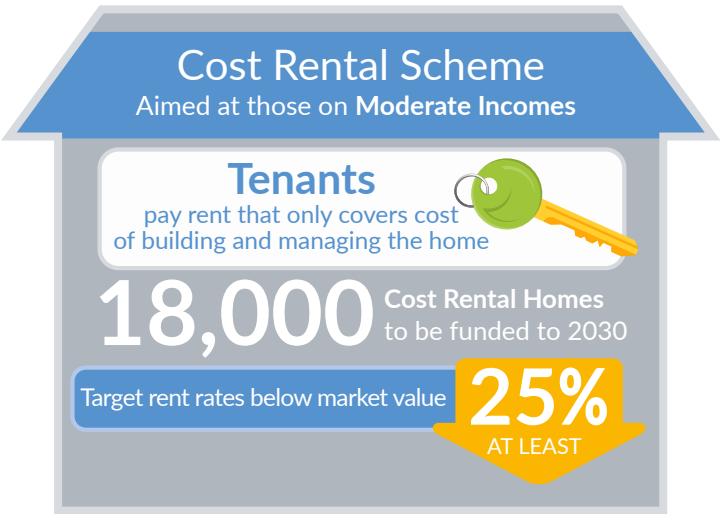 Cost Rental Scheme
Aimed at those on Moderate Incomes
Tenants
pay rent that only covers cost
of building and managing the home
18,000
Cost Rental Homes
to be funded to 2030
Target rent rates below market value
25%
AT LEAST